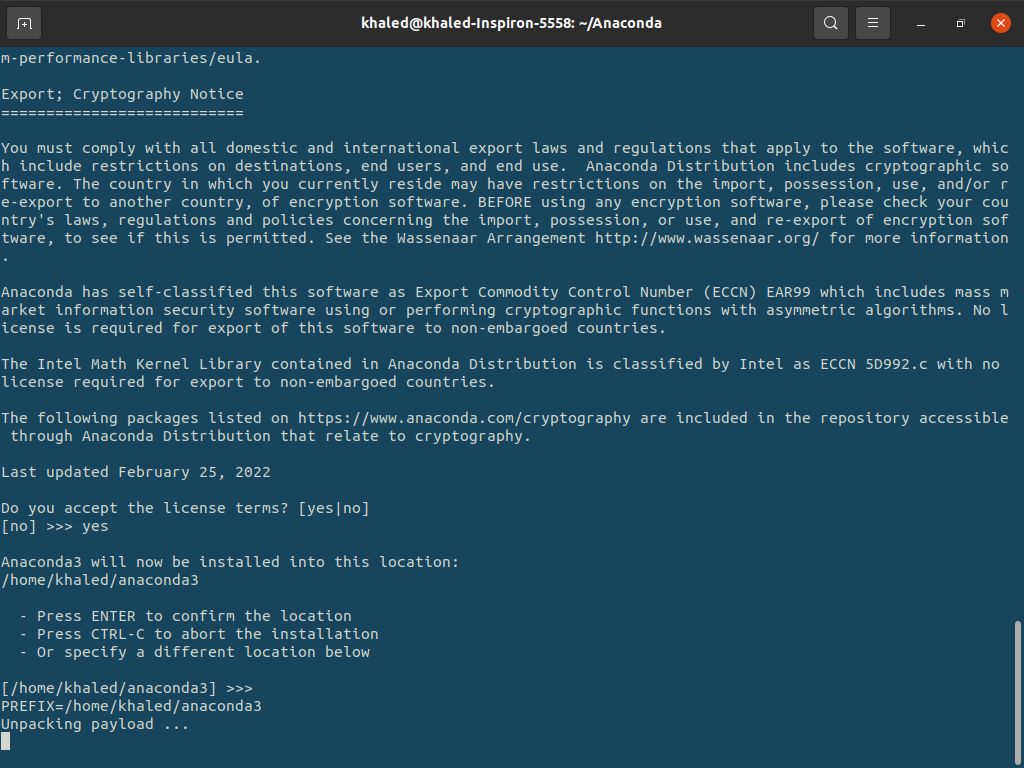 khaled@khaled-Inspiron-5558: ~/Anaconda
m-performance-libraries/eula.
Export; Cryptography Notice
===========================
You must comply with all domestic and international export laws and regulations that apply to the software, whic
h include restrictions on destinations, end users, and end use.  Anaconda Distribution includes cryptographic so
ftware. The country in which you currently reside may have restrictions on the import, possession, use, and/or r
e-export to another country, of encryption software. BEFORE using any encryption software, please check your cou
ntry's laws, regulations and policies concerning the import, possession, or use, and re-export of encryption sof
tware, to see if this is permitted. See the Wassenaar Arrangement http://www.wassenaar.org/ for more information
.
Anaconda has self-classified this software as Export Commodity Control Number (ECCN) EAR99 which includes mass m
arket information security software using or performing cryptographic functions with asymmetric algorithms. No l
icense is required for export of this software to non-embargoed countries.
The Intel Math Kernel Library contained in Anaconda Distribution is classified by Intel as ECCN 5D992.c with no
license required for export to non-embargoed countries.
The following packages listed on https://www.anaconda.com/cryptography are included in the repository accessible
 through Anaconda Distribution that relate to cryptography.
Last updated February 25, 2022
Do you accept the license terms? [yes|no]
[no] >>> yes
Anaconda3 will now be installed into this location:
/home/khaled/anaconda3
  - Press ENTER to confirm the location
  - Press CTRL-C to abort the installation
  - Or specify a different location below
[/home/khaled/anaconda3] >>>
PREFIX=/home/khaled/anaconda3
Unpacking payload ...